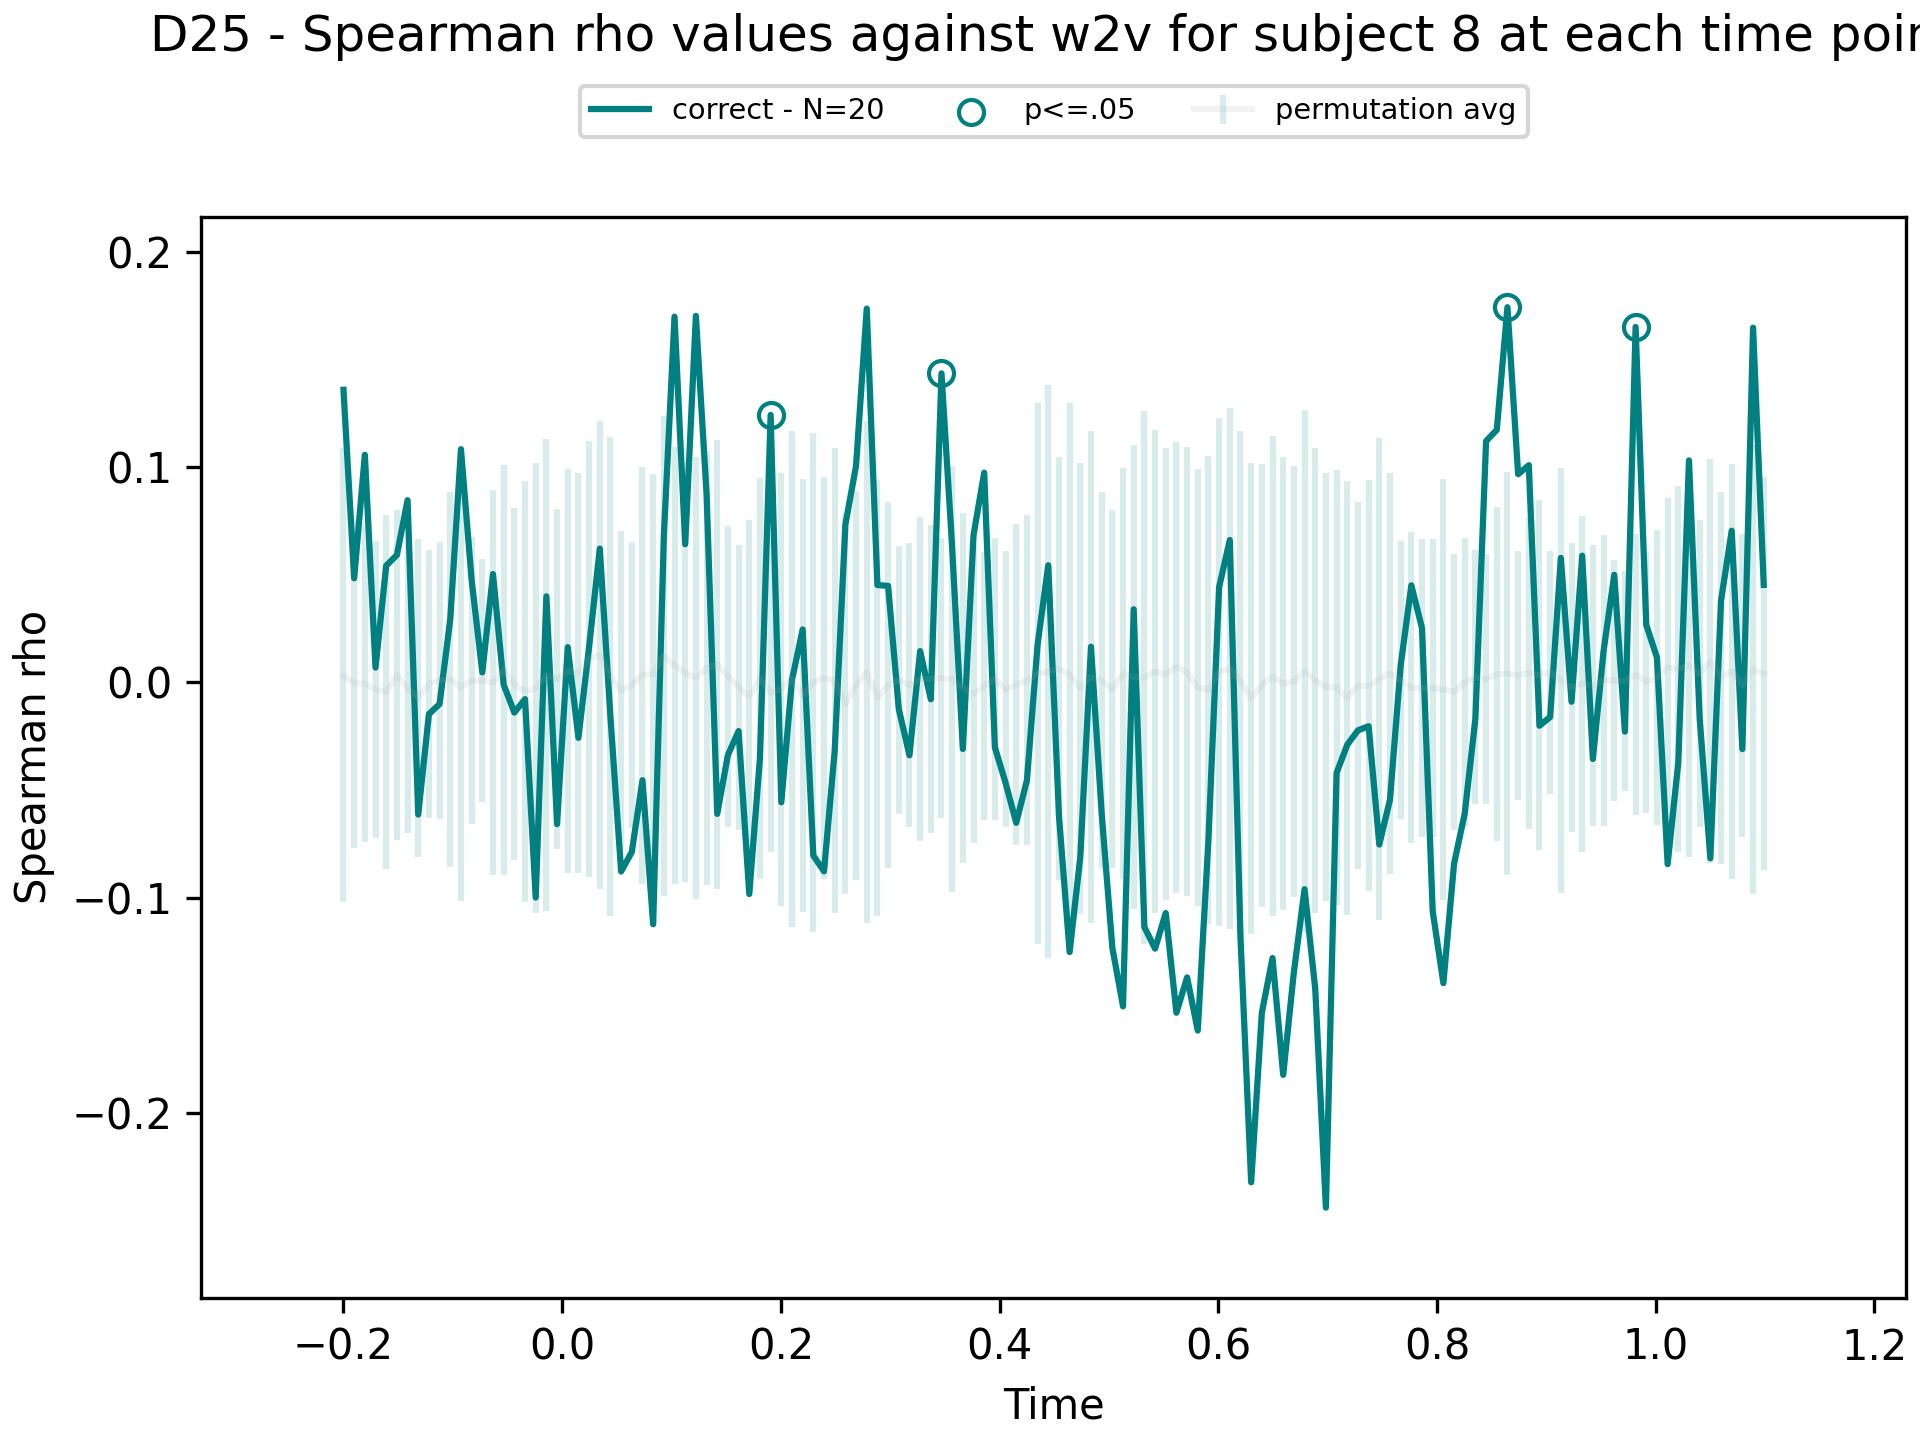 D25 - Spearman rho values against w2v for subject 8 at each time
correct - N=20 p<=.05 permutation avg
0.2
0.1
0.0
−0.1
−0.2
Spearman rho
−0.2 0.0 0.2 0.4 0.6 0.8 1.0 1.2
Time